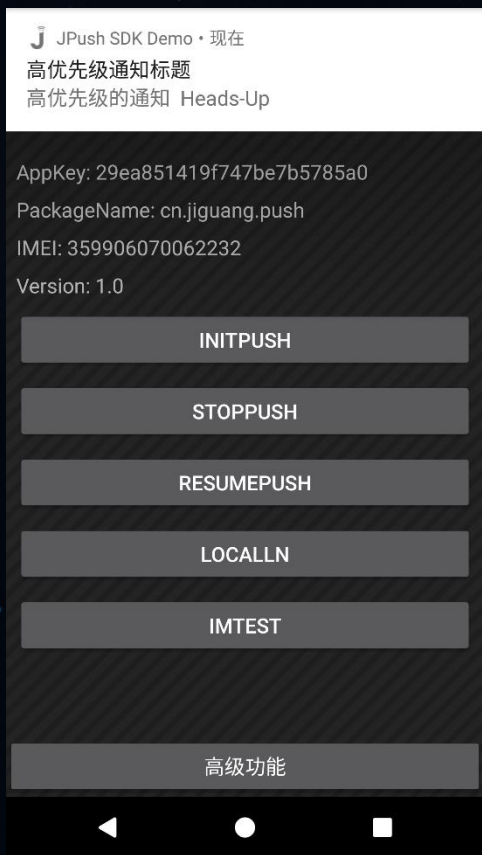 JPush SDK Demo • 现在
高优先级通知标题
高优先级的通知 Heads-Up
AppKey: 29ea851419f747be7b5785a0
PackageName: cn.jiguang.push
IMEI: 359906070062232
Version: 1.0
INITPUSH
STOPPUSH
RESUMEPUSH
LOCALLN
IMTEST
高级功能